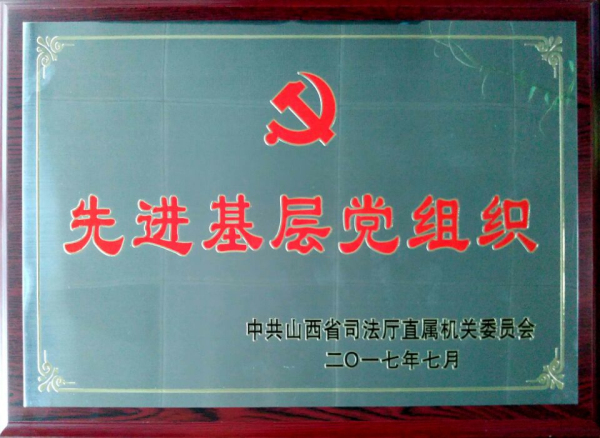 先进基层党组织
中共山西省司法厅直属机关委员会
二〇一七年七月